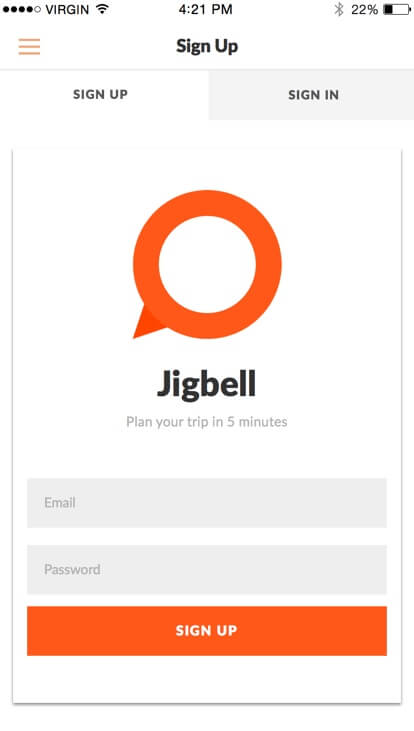 VIRGIN 4:21 PM 22%
Sign Up
SIGN UP SIGN IN
Jigbell
Plan your trip in 5 minutes
Email
Password
SIGN UP